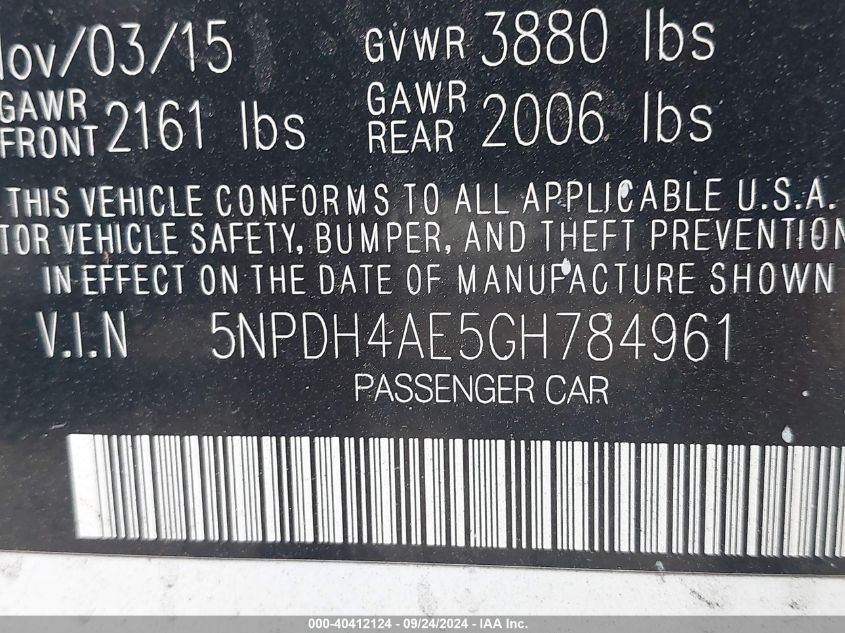 Nov/03/15 GVWR 3880 lbs
GAWR FRONT 2161 lbs GAWR REAR 2006 lbs
THIS VEHICLE CONFORMS TO ALL APPLICABLE U.S.A.
TOR VEHICLE SAFETY, BUMPER, AND THEFT PREVENTION
IN EFFECT ON THE DATE OF MANUFACTURE SHOWN
V.I.N 5NPDH4AE5GH784961
PASSENGER CAR
000-40412124 - 09/24/2024 - IAA Inc.